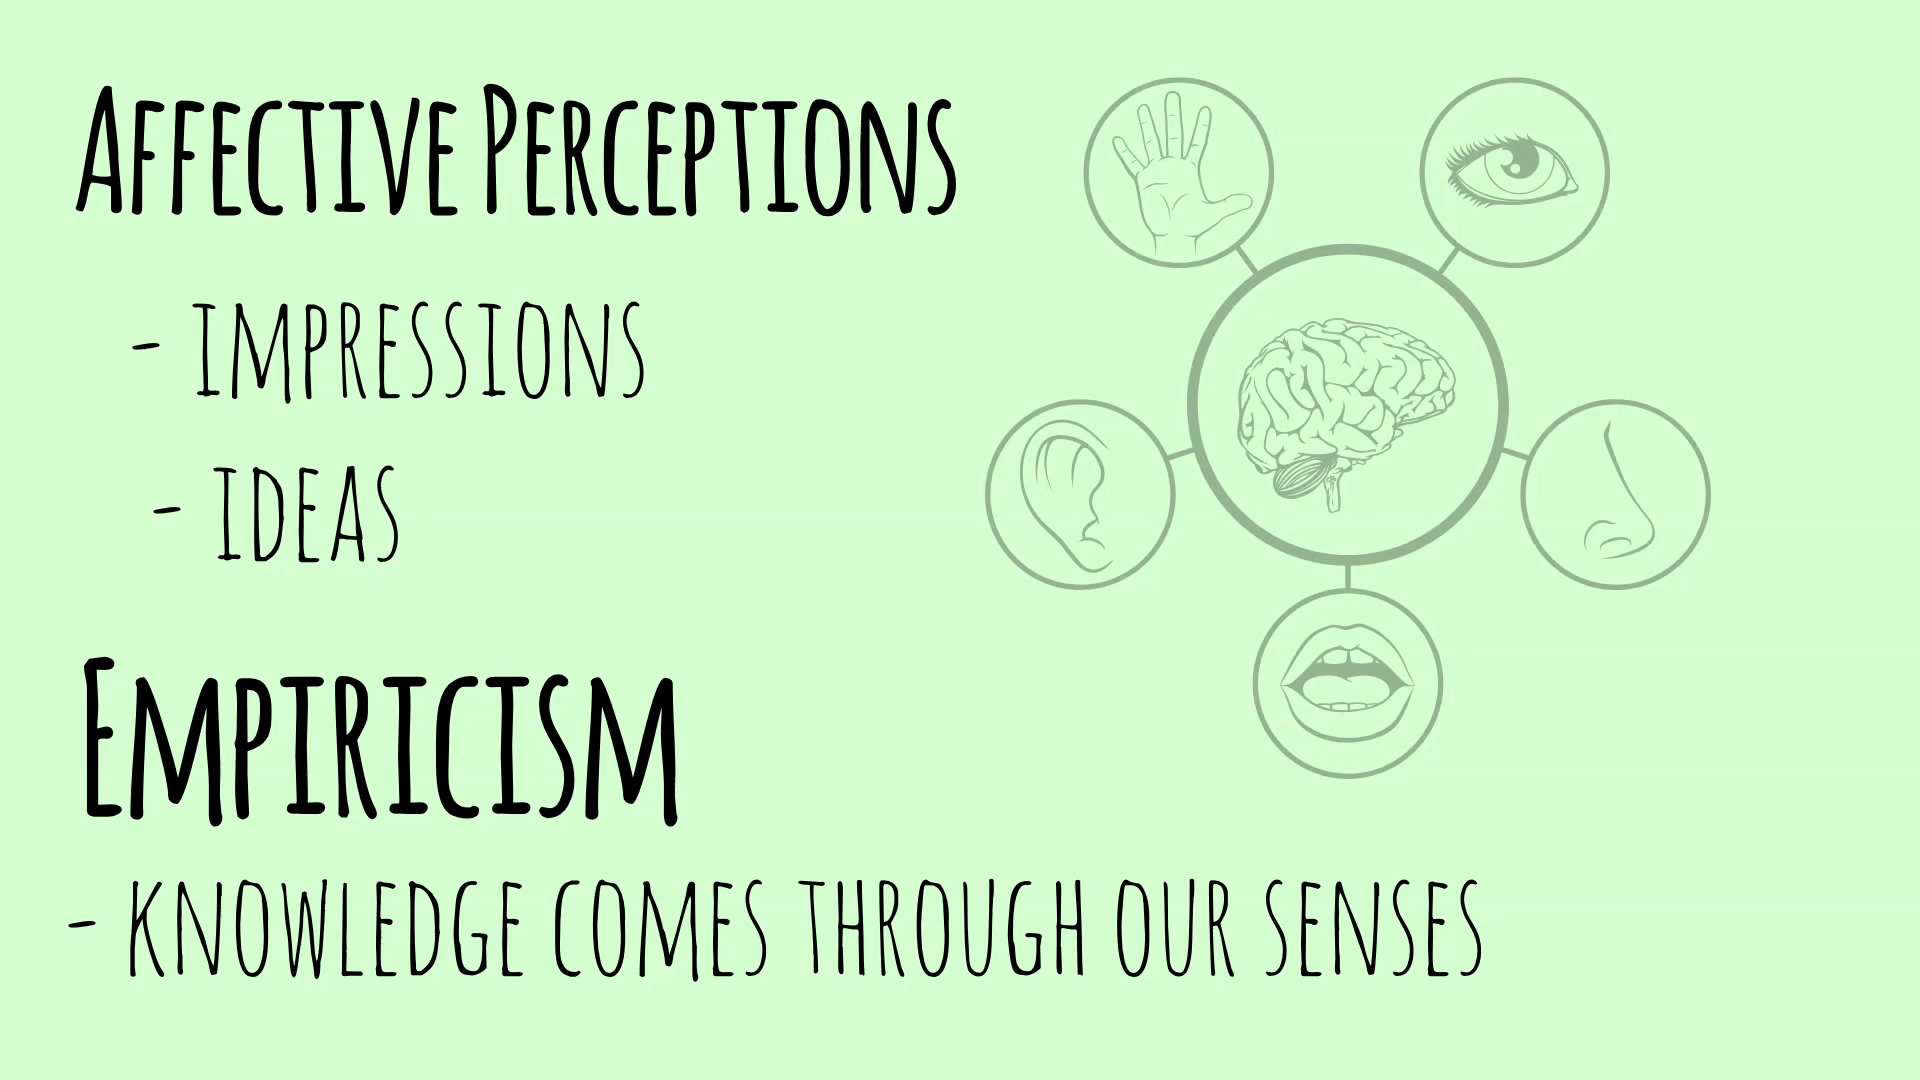 Affective Perceptions
- impressions
- ideas
Empiricism
- knowledge comes through our senses